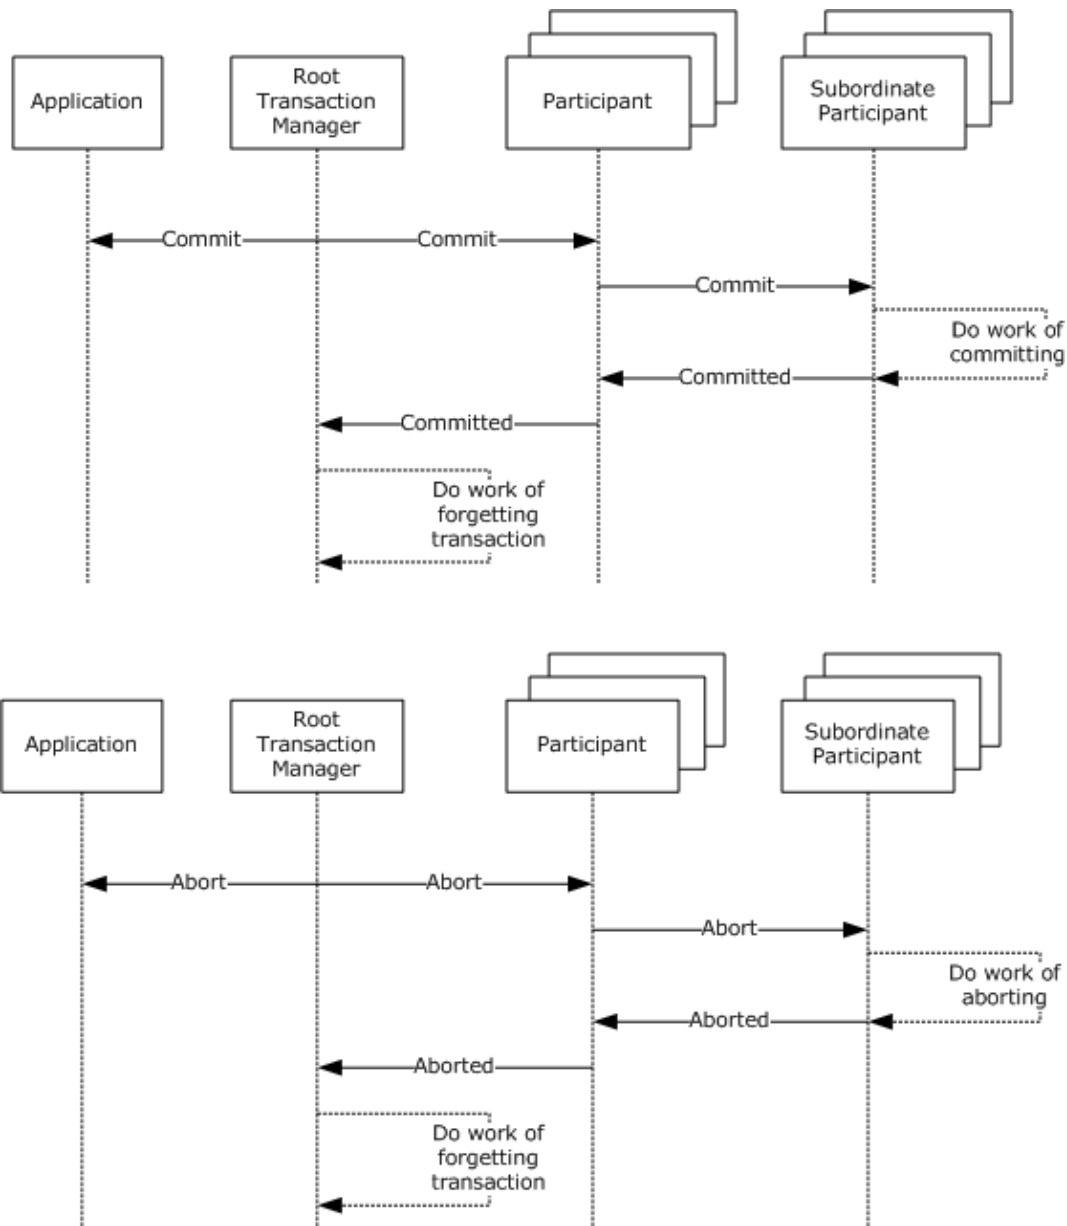 Application
Root
Transaction
Manager
Participant
Subordinate
Participant
Commit
Commit
Commit
Do work of
committing
Committed
Committed
Do work of
forgetting
transaction
Application
Root
Transaction
Manager
Participant
Subordinate
Participant
Abort
Abort
Abort
Do work of
aborting
Aborted
Aborted
Do work of
forgetting
transaction